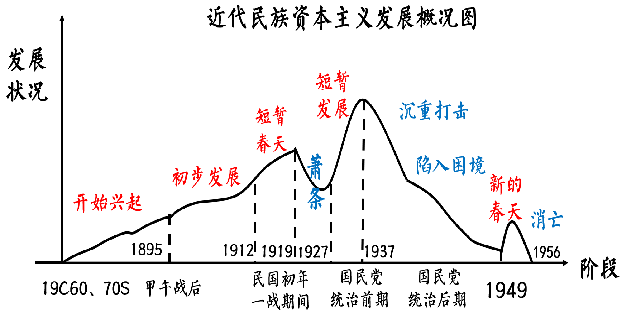 近代民族资本主义发展概况图
发展
状况
开始兴起
初步发展
短暂
春天
萧
条
短暂
发展
沉重打击
陷入困境
新的
春天
消亡
1895
1912
1919
1927
1937
1956
阶段
19C60、70S
甲午战后
民国初年
一战期间
国民党
统治前期
国民党
统治后期
1949